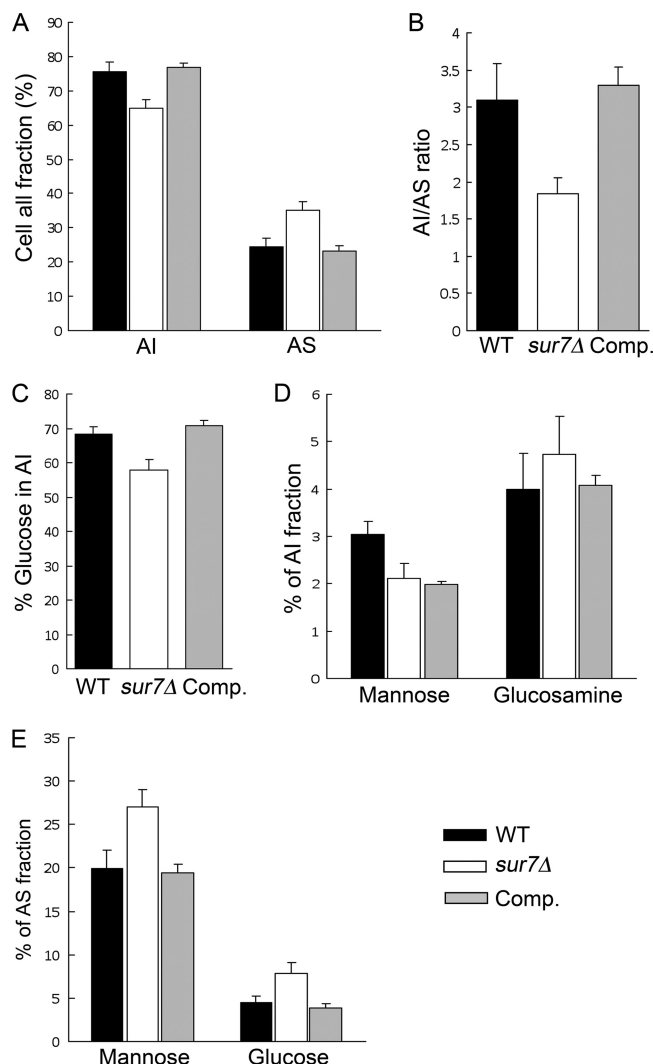 A
Cell all fraction (%)
90
80
70
60
50
40
30
20
10
0
AI AS
B
AI/AS ratio
4
3.5
3
2.5
2
1.5
1
0.5
0
WT sur7Δ Comp.
C
% Glucose in AI
80
70
60
50
40
30
20
10
0
WT sur7Δ Comp.
D
% of AI fraction
6
5
4
3
2
1
0
Mannose Glucosamine
E
% of AS fraction
35
30
25
20
15
10
5
0
Mannose Glucose
WT
sur7Δ
Comp.